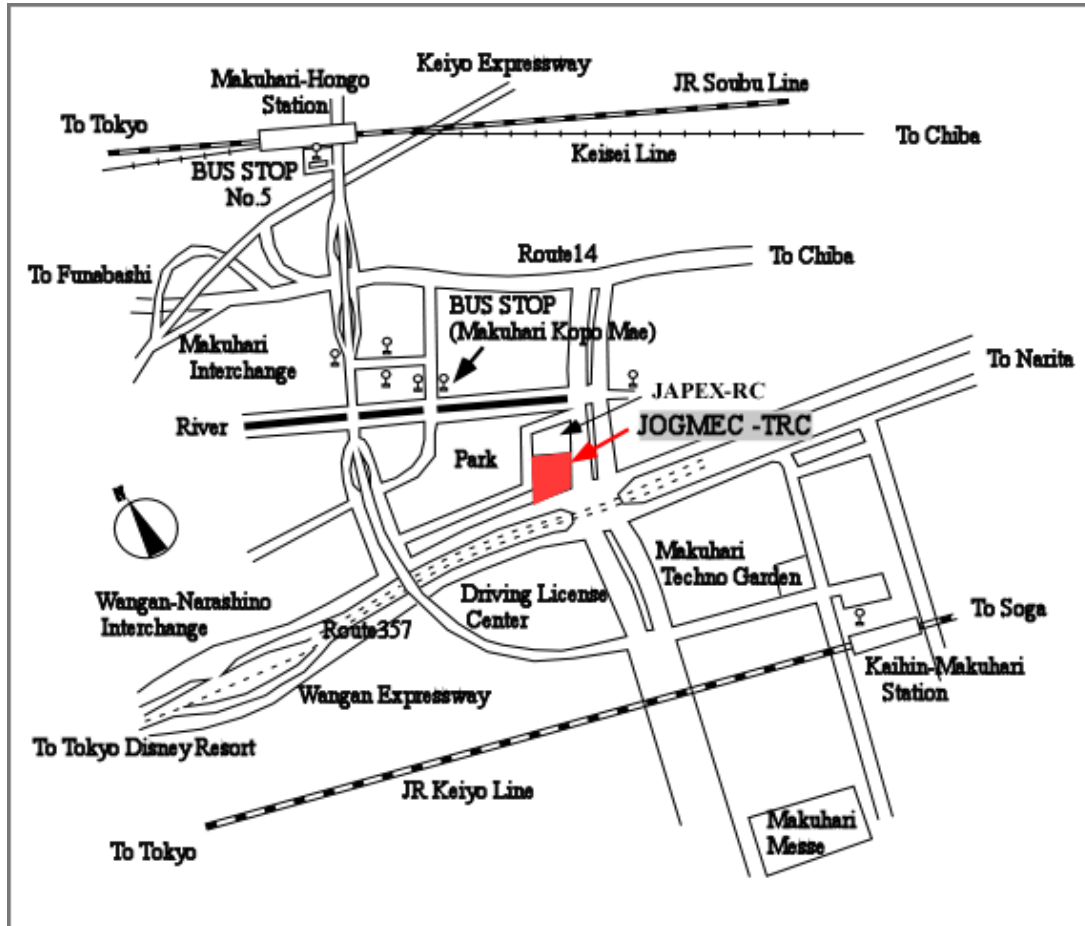 Keiyo Expressway
Makuhari-Hongo
Station
JR Soubu Line
To Tokyo
To Chiba
Keisei Line
BUS STOP
No.5
Route14
To Chiba
To Funabashi
BUS STOP
(Makuhari Kopo Mae)
Makuhari
Interchange
To Narita
JAPEX-RC
River
JOGMEC -TRC
Park
Makuhari
Techno Garden
Driving License
Center
Wangan-Narashino
Interchange
To Soga
Route357
Kaihin-Makuhari
Station
Wangan Expressway
To Tokyo Disney Resort
JR Keiyo Line
Makuhari
Messe
To Tokyo